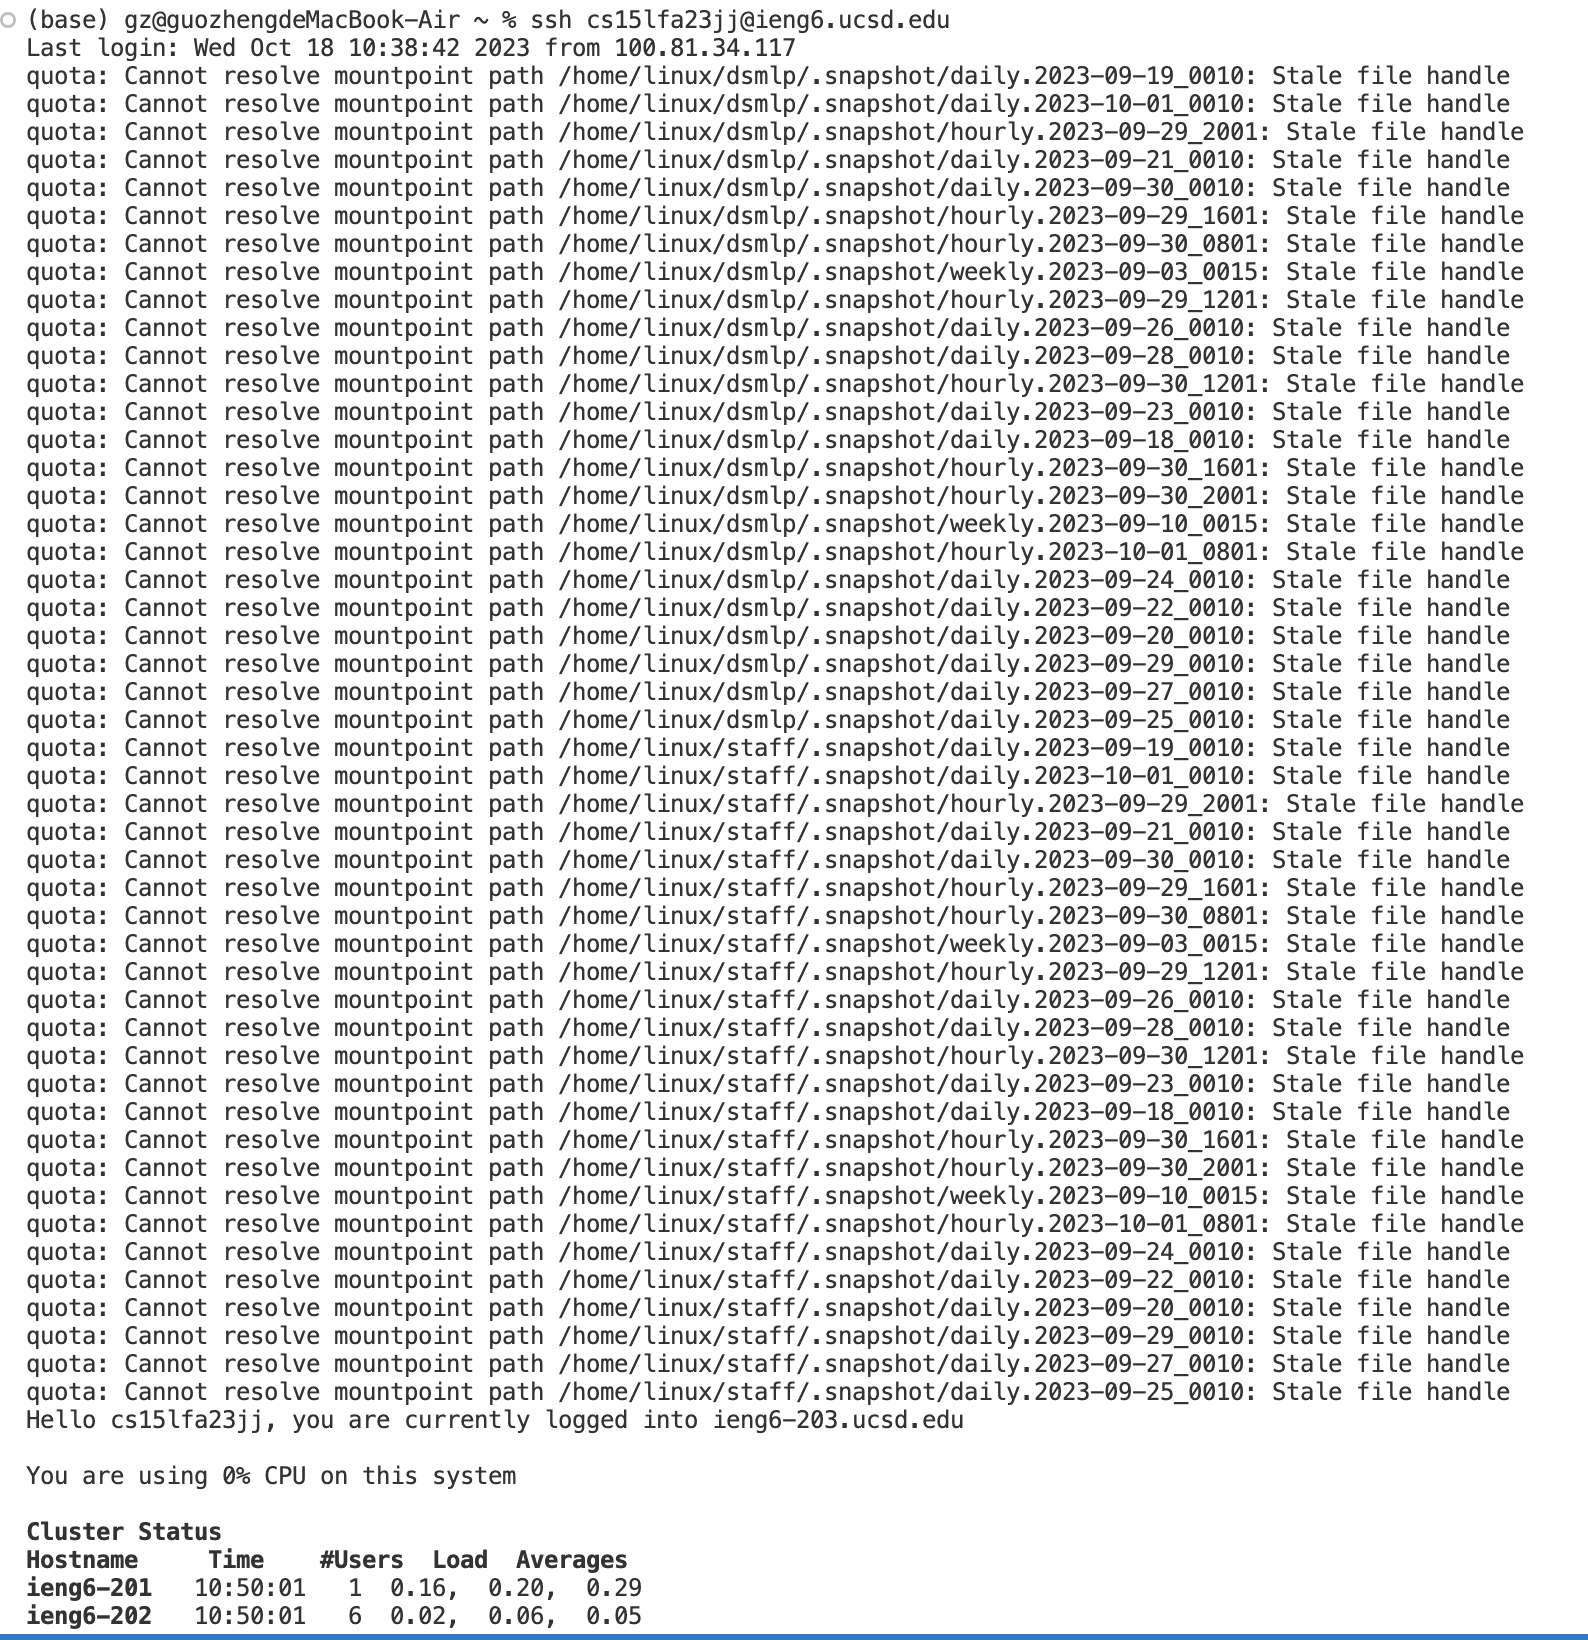 (base) gz@guozhengdeMacBook-Air ~ % ssh cs15lfa23jj@ieng6.ucsd.edu
Last login: Wed Oct 18 10:38:42 2023 from 100.81.34.117
quota: Cannot resolve mountpoint path /home/linux/dsmlp/.snapshot/daily.2023-09-19_0010: Stale file handle
quota: Cannot resolve mountpoint path /home/linux/dsmlp/.snapshot/daily.2023-10-01_0010: Stale file handle
quota: Cannot resolve mountpoint path /home/linux/dsmlp/.snapshot/hourly.2023-09-29_2001: Stale file handle
quota: Cannot resolve mountpoint path /home/linux/dsmlp/.snapshot/daily.2023-09-21_0010: Stale file handle
quota: Cannot resolve mountpoint path /home/linux/dsmlp/.snapshot/daily.2023-09-30_0010: Stale file handle
quota: Cannot resolve mountpoint path /home/linux/dsmlp/.snapshot/hourly.2023-09-29_1601: Stale file handle
quota: Cannot resolve mountpoint path /home/linux/dsmlp/.snapshot/hourly.2023-09-30_0801: Stale file handle
quota: Cannot resolve mountpoint path /home/linux/dsmlp/.snapshot/weekly.2023-09-03_0015: Stale file handle
quota: Cannot resolve mountpoint path /home/linux/dsmlp/.snapshot/hourly.2023-09-29_1201: Stale file handle
quota: Cannot resolve mountpoint path /home/linux/dsmlp/.snapshot/daily.2023-09-26_0010: Stale file handle
quota: Cannot resolve mountpoint path /home/linux/dsmlp/.snapshot/daily.2023-09-28_0010: Stale file handle
quota: Cannot resolve mountpoint path /home/linux/dsmlp/.snapshot/hourly.2023-09-30_1201: Stale file handle
quota: Cannot resolve mountpoint path /home/linux/dsmlp/.snapshot/daily.2023-09-23_0010: Stale file handle
quota: Cannot resolve mountpoint path /home/linux/dsmlp/.snapshot/daily.2023-09-18_0010: Stale file handle
quota: Cannot resolve mountpoint path /home/linux/dsmlp/.snapshot/hourly.2023-09-30_1601: Stale file handle
quota: Cannot resolve mountpoint path /home/linux/dsmlp/.snapshot/hourly.2023-09-30_2001: Stale file handle
quota: Cannot resolve mountpoint path /home/linux/dsmlp/.snapshot/weekly.2023-09-10_0015: Stale file handle
quota: Cannot resolve mountpoint path /home/linux/dsmlp/.snapshot/hourly.2023-10-01_0801: Stale file handle
quota: Cannot resolve mountpoint path /home/linux/dsmlp/.snapshot/daily.2023-09-24_0010: Stale file handle
quota: Cannot resolve mountpoint path /home/linux/dsmlp/.snapshot/daily.2023-09-22_0010: Stale file handle
quota: Cannot resolve mountpoint path /home/linux/dsmlp/.snapshot/daily.2023-09-20_0010: Stale file handle
quota: Cannot resolve mountpoint path /home/linux/dsmlp/.snapshot/daily.2023-09-29_0010: Stale file handle
quota: Cannot resolve mountpoint path /home/linux/dsmlp/.snapshot/daily.2023-09-27_0010: Stale file handle
quota: Cannot resolve mountpoint path /home/linux/dsmlp/.snapshot/daily.2023-09-25_0010: Stale file handle
quota: Cannot resolve mountpoint path /home/linux/staff/.snapshot/daily.2023-09-19_0010: Stale file handle
quota: Cannot resolve mountpoint path /home/linux/staff/.snapshot/daily.2023-10-01_0010: Stale file handle
quota: Cannot resolve mountpoint path /home/linux/staff/.snapshot/hourly.2023-09-29_2001: Stale file handle
quota: Cannot resolve mountpoint path /home/linux/staff/.snapshot/daily.2023-09-21_0010: Stale file handle
quota: Cannot resolve mountpoint path /home/linux/staff/.snapshot/daily.2023-09-30_0010: Stale file handle
quota: Cannot resolve mountpoint path /home/linux/staff/.snapshot/hourly.2023-09-29_1601: Stale file handle
quota: Cannot resolve mountpoint path /home/linux/staff/.snapshot/hourly.2023-09-30_0801: Stale file handle
quota: Cannot resolve mountpoint path /home/linux/staff/.snapshot/weekly.2023-09-03_0015: Stale file handle
quota: Cannot resolve mountpoint path /home/linux/staff/.snapshot/hourly.2023-09-29_1201: Stale file handle
quota: Cannot resolve mountpoint path /home/linux/staff/.snapshot/daily.2023-09-26_0010: Stale file handle
quota: Cannot resolve mountpoint path /home/linux/staff/.snapshot/daily.2023-09-28_0010: Stale file handle
quota: Cannot resolve mountpoint path /home/linux/staff/.snapshot/hourly.2023-09-30_1201: Stale file handle
quota: Cannot resolve mountpoint path /home/linux/staff/.snapshot/daily.2023-09-23_0010: Stale file handle
quota: Cannot resolve mountpoint path /home/linux/staff/.snapshot/daily.2023-09-18_0010: Stale file handle
quota: Cannot resolve mountpoint path /home/linux/staff/.snapshot/hourly.2023-09-30_1601: Stale file handle
quota: Cannot resolve mountpoint path /home/linux/staff/.snapshot/hourly.2023-09-30_2001: Stale file handle
quota: Cannot resolve mountpoint path /home/linux/staff/.snapshot/weekly.2023-09-10_0015: Stale file handle
quota: Cannot resolve mountpoint path /home/linux/staff/.snapshot/hourly.2023-10-01_0801: Stale file handle
quota: Cannot resolve mountpoint path /home/linux/staff/.snapshot/daily.2023-09-24_0010: Stale file handle
quota: Cannot resolve mountpoint path /home/linux/staff/.snapshot/daily.2023-09-22_0010: Stale file handle
quota: Cannot resolve mountpoint path /home/linux/staff/.snapshot/daily.2023-09-20_0010: Stale file handle
quota: Cannot resolve mountpoint path /home/linux/staff/.snapshot/daily.2023-09-29_0010: Stale file handle
quota: Cannot resolve mountpoint path /home/linux/staff/.snapshot/daily.2023-09-27_0010: Stale file handle
quota: Cannot resolve mountpoint path /home/linux/staff/.snapshot/daily.2023-09-25_0010: Stale file handle
Hello cs15lfa23jj, you are currently logged into ieng6-203.ucsd.edu
You are using 0% CPU on this system
Cluster Status
Hostname     Time    #Users  Load  Averages
ieng6-201   10:50:01   1  0.16,  0.20,  0.29
ieng6-202   10:50:01   6  0.02,  0.06,  0.05